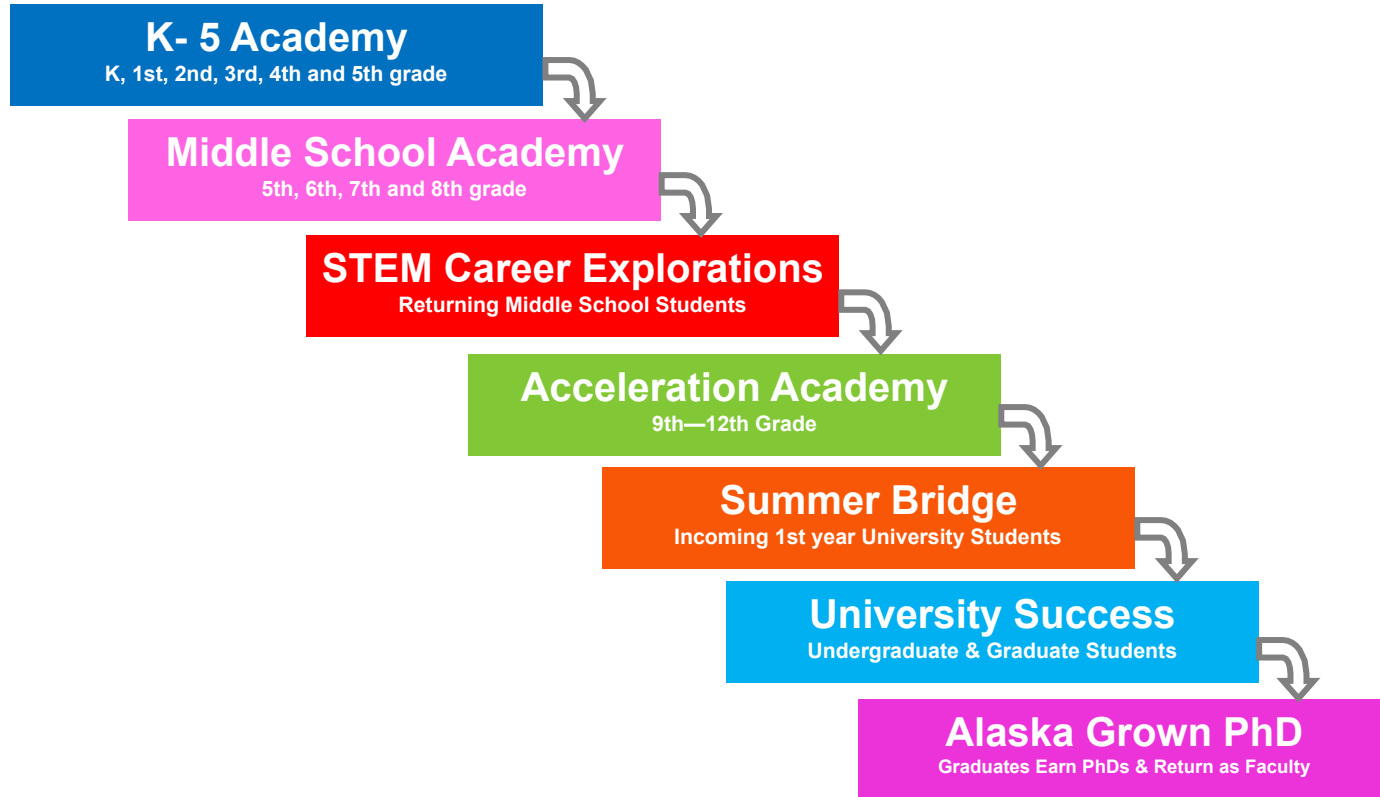 K- 5 Academy
K, 1st, 2nd, 3rd, 4th and 5th grade
Middle School Academy
5th, 6th, 7th and 8th grade
STEM Career Explorations
Returning Middle School Students
Acceleration Academy
9th—12th Grade
Summer Bridge
Incoming 1st year University Students
University Success
Undergraduate & Graduate Students
Alaska Grown PhD
Graduates Earn PhDs & Return as Faculty